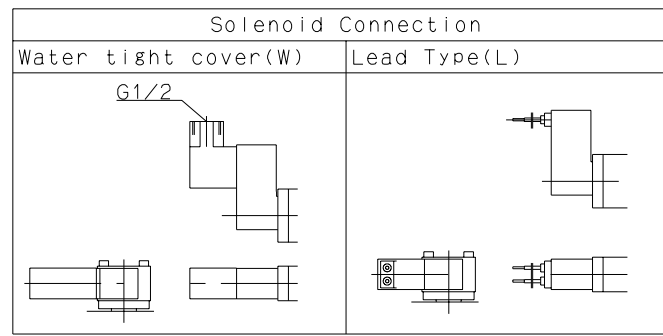 Solenoid Connection
Water tight cover(W)
Lead Type(L)
G1/2